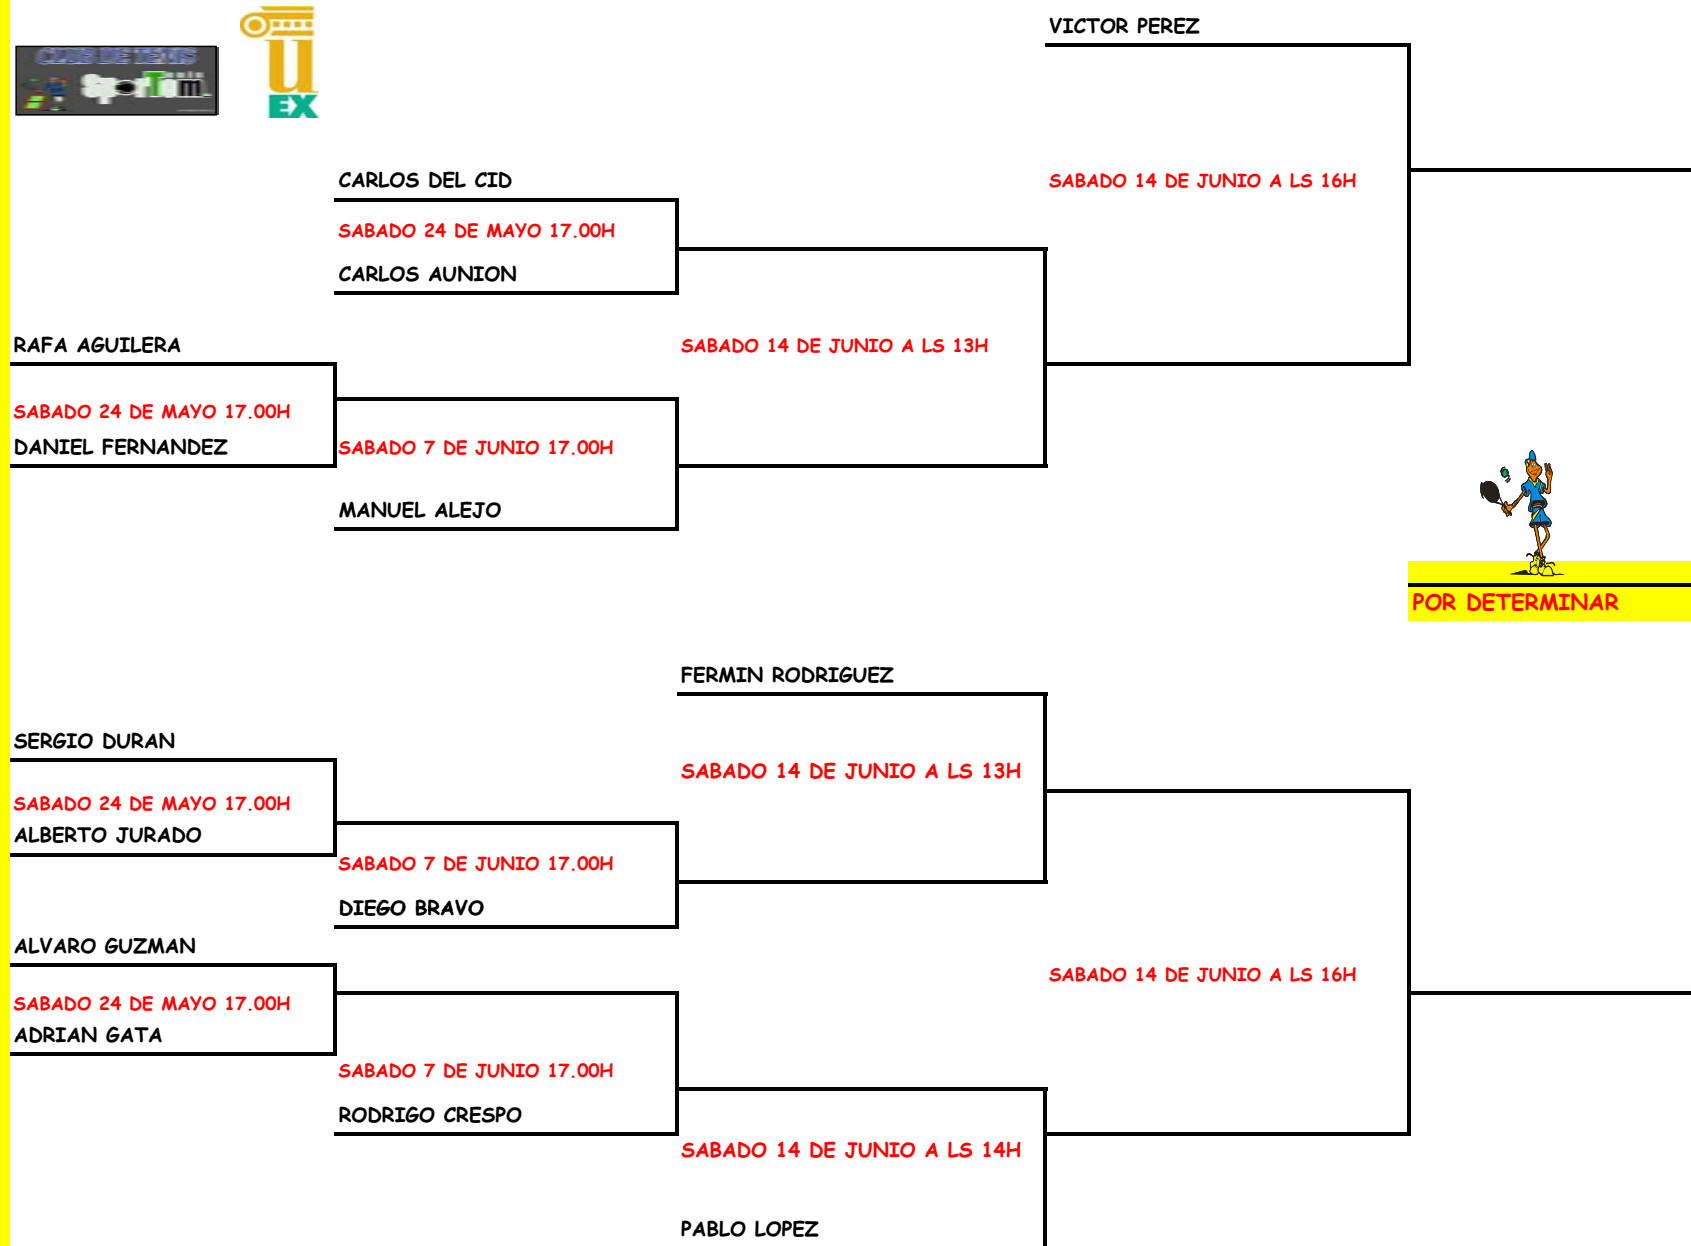 CLUB DE TENIS
SporTem.
u
EX
VICTOR PEREZ
CARLOS DEL CID
SABADO 14 DE JUNIO A LS 16H
SABADO 24 DE MAYO 17.00H
CARLOS AUNION
RAFA AGUILERA
SABADO 14 DE JUNIO A LS 13H
SABADO 24 DE MAYO 17.00H
DANIEL FERNANDEZ
SABADO 7 DE JUNIO 17.00H
MANUEL ALEJO
POR DETERMINAR
FERMIN RODRIGUEZ
SERGIO DURAN
SABADO 14 DE JUNIO A LS 13H
SABADO 24 DE MAYO 17.00H
ALBERTO JURADO
SABADO 7 DE JUNIO 17.00H
DIEGO BRAVO
ALVARO GUZMAN
SABADO 14 DE JUNIO A LS 16H
SABADO 24 DE MAYO 17.00H
ADRIAN GATA
SABADO 7 DE JUNIO 17.00H
RODRIGO CRESPO
SABADO 14 DE JUNIO A LS 14H
PABLO LOPEZ